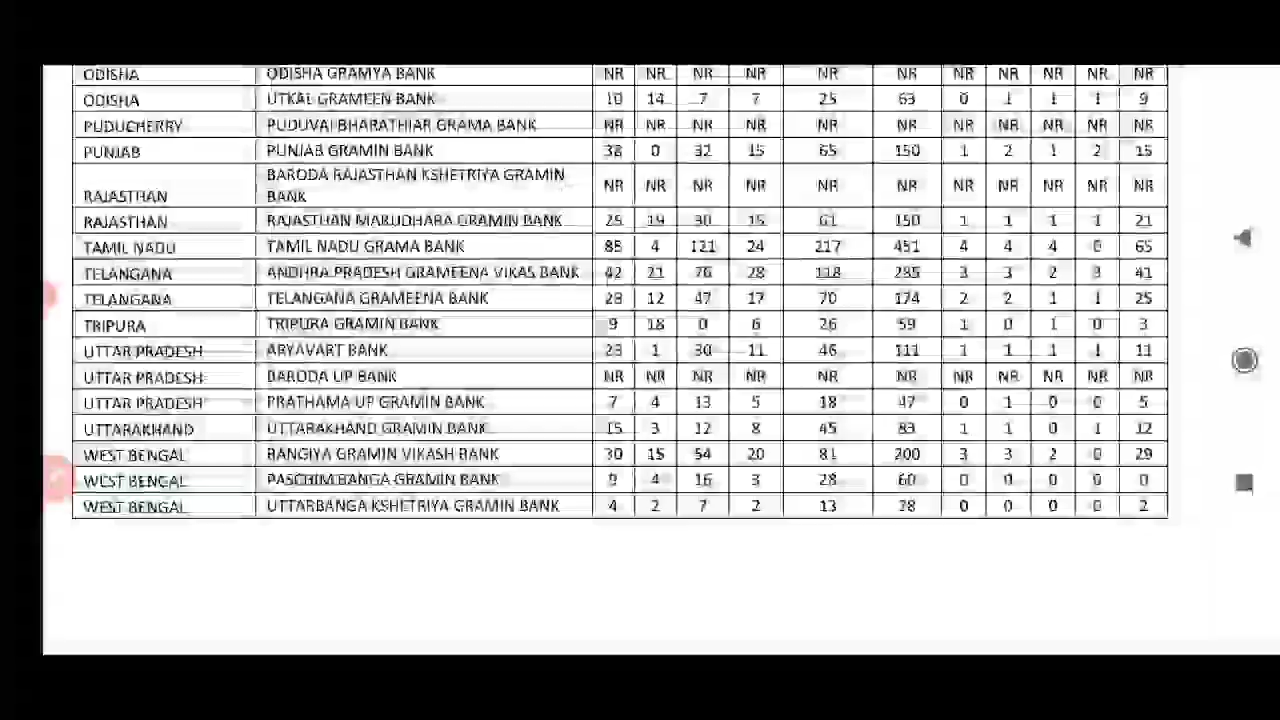 ODISHA ODISHA GRAMYA BANK NR NR NR NR NR NR NR NR NR NR NR
ODISHA UTKAL GRAMEEN BANK 10 14 7 7 25 63 0 1 1 1 9
PUDUCHERRY PUDUVAI BHARATHIAR GRAMA BANK NR NR NR NR NR NR NR NR NR NR NR
PUNJAB PUNJAB GRAMIN BANK 38 0 32 15 65 150 1 2 1 2 15
BARODA RAJASTHAN KSHETRIYA GRAMIN
RAJASTHAN BANK NR NR NR NR NR NR NR NR NR NR NR
RAJASTHAN RAJASTHAN MARUDHARA GRAMIN BANK 25 19 30 15 61 150 1 1 1 1 21
TAMIL NADU TAMIL NADU GRAMA BANK 85 4 121 24 217 451 4 4 4 0 65
TELANGANA ANDHRA PRADESH GRAMEENA VIKAS BANK 42 21 76 28 118 285 3 3 2 3 41
TELANGANA TELANGANA GRAMEENA BANK 28 12 47 17 70 174 2 2 1 1 25
TRIPURA TRIPURA GRAMIN BANK 9 18 0 6 26 59 1 0 1 0 3
UTTAR PRADESH ARYAVART BANK 23 1 30 11 46 111 1 1 1 1 11
UTTAR PRADESH BARODA UP BANK NR NR NR NR NR NR NR NR NR NR NR
UTTAR PRADESH PRATHAMA UP GRAMIN BANK 7 4 13 5 18 47 0 1 0 0 5
UTTARAKHAND UTTARAKHAND GRAMIN BANK 15 3 12 8 45 83 1 1 0 1 12
WEST BENGAL BANGIYA GRAMIN VIKASH BANK 30 15 54 20 81 200 3 3 2 0 29
WEST BENGAL PASCHIM BANGA GRAMIN BANK 9 4 16 3 28 60 0 0 0 0 0
WEST BENGAL UTTARBANGA KSHETRIYA GRAMIN BANK 4 2 7 2 13 28 0 0 0 0 2